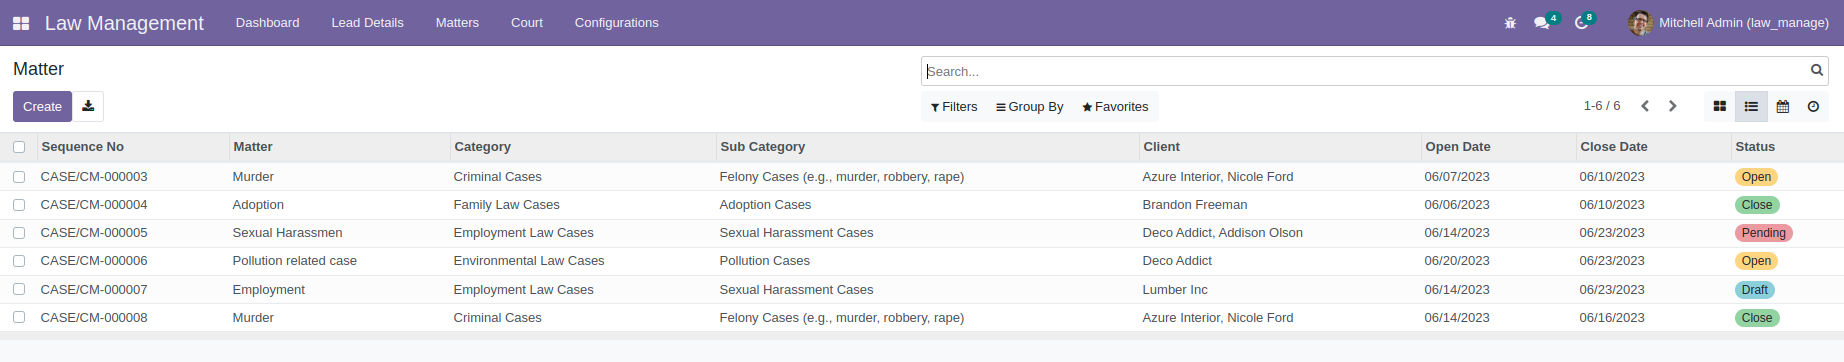 Law Management Dashboard Lead Details Matters Court Configurations 4 8 Mitchell Admin (law_manage)
Matter Search...
Create Filters Group By Favorites 1-6 / 6
Sequence No Matter Category Sub Category Client Open Date Close Date Status
CASE/CM-000003 Murder Criminal Cases Felony Cases (e.g., murder, robbery, rape) Azure Interior, Nicole Ford 06/07/2023 06/10/2023 Open
CASE/CM-000004 Adoption Family Law Cases Adoption Cases Brandon Freeman 06/06/2023 06/10/2023 Close
CASE/CM-000005 Sexual Harassmen Employment Law Cases Sexual Harassment Cases Deco Addict, Addison Olson 06/14/2023 06/23/2023 Pending
CASE/CM-000006 Pollution related case Environmental Law Cases Pollution Cases Deco Addict 06/20/2023 06/23/2023 Open
CASE/CM-000007 Employment Employment Law Cases Sexual Harassment Cases Lumber Inc 06/14/2023 06/23/2023 Draft
CASE/CM-000008 Murder Criminal Cases Felony Cases (e.g., murder, robbery, rape) Azure Interior, Nicole Ford 06/14/2023 06/16/2023 Close